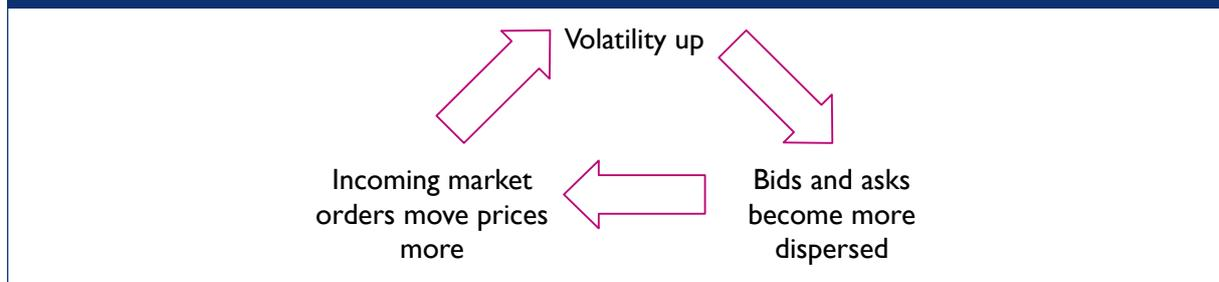 Volatility up
Bids and asks
become more
dispersed
Incoming market
orders move prices
more